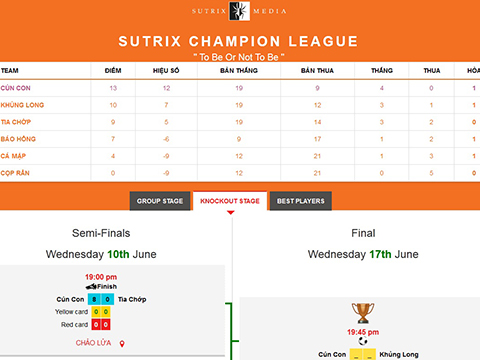 SUTRIX MEDIA
SUTRIX CHAMPION LEAGUE
" To Be Or Not To Be "
TEAM ĐIỂM HIỆU SỐ BÀN THẮNG BÀN THUA THẮNG THUA HÒA
CÚN CON 13 12 19 9 4 0 1
KHỦNG LONG 10 7 19 12 3 1 1
TIA CHỚP 9 5 19 14 3 2 0
BÁO HỒNG 7 -6 9 17 1 2 1
CÁ MẬP 4 -9 12 21 1 3 1
CỌP RẰN 0 -9 12 21 0 5 0
GROUP STAGE KNOCKOUT STAGE BEST PLAYERS
Semi-Finals
Wednesday 10th June
19:00 pm
Finish
Cún Con 8 0 Tia Chớp
Yellow card 0 0
Red card 0 0
CHẢO LỬA
Final
Wednesday 17th June
19:45 pm
Cún Con _ _ Khủng Long